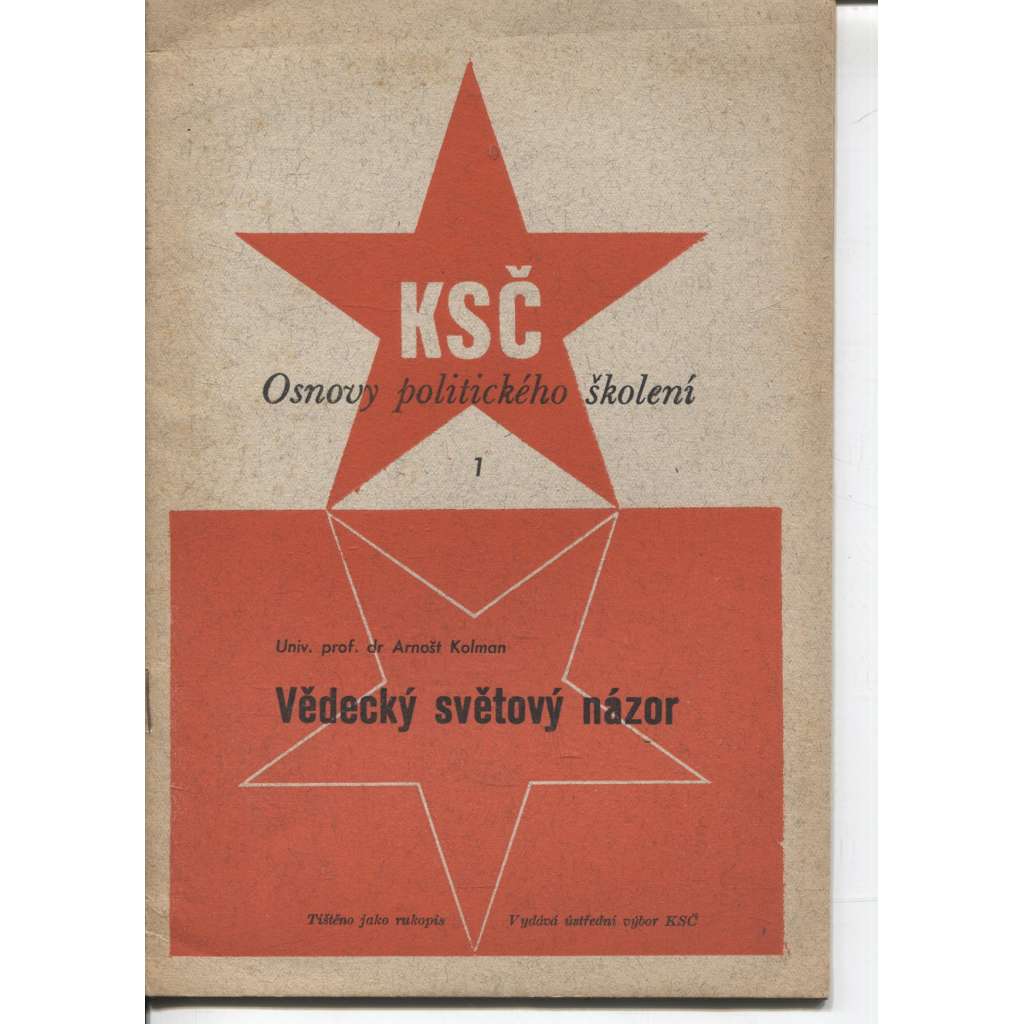 KSČ
Osnovy politického školení
1
Univ. prof. dr Arnošt Kolman
Vědecký světový názor
Tištěno jako rukopis Vydává ústřední výbor KSČ